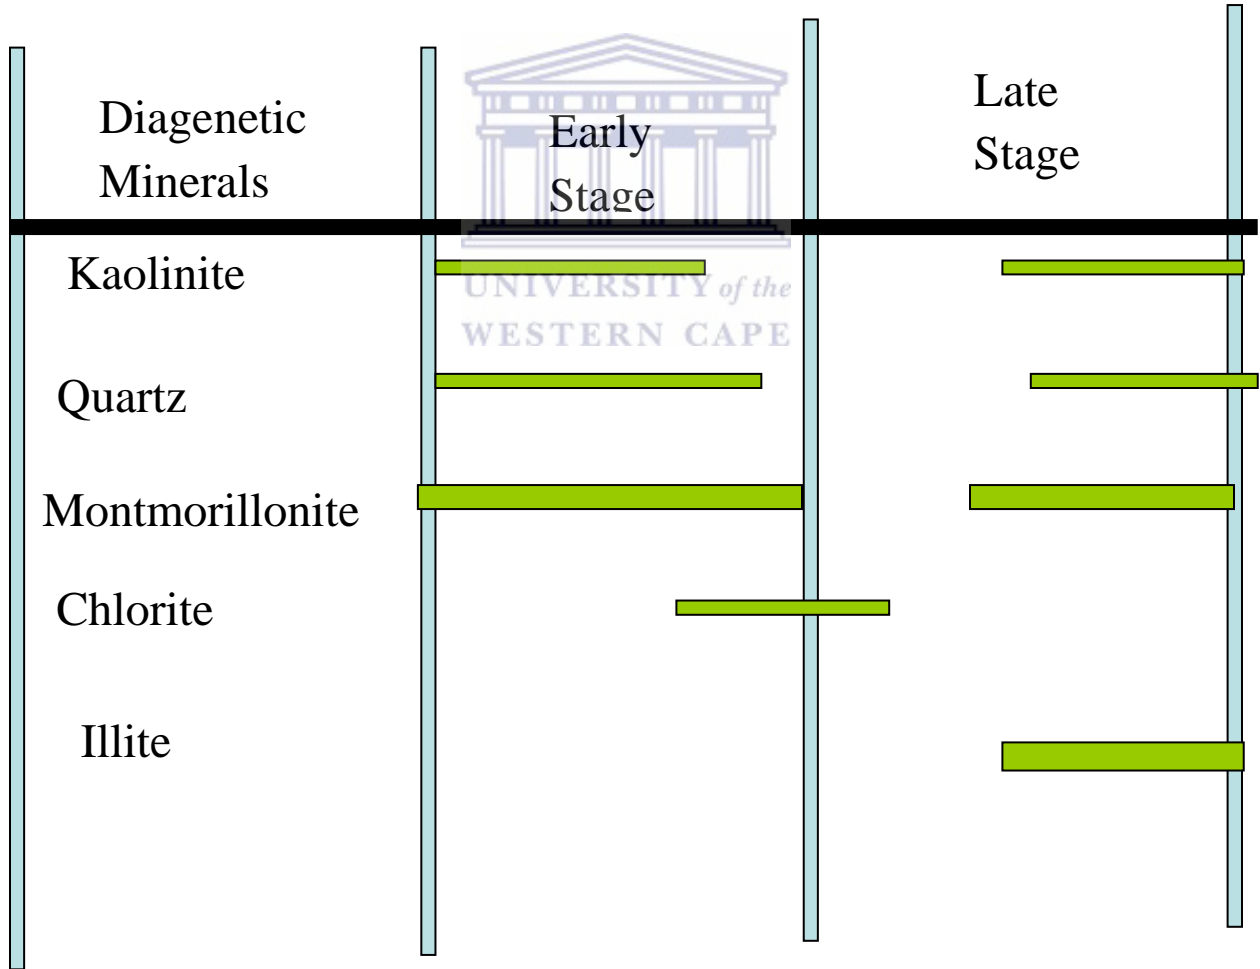 Diagenetic
Minerals
Early
Stage
Late
Stage
Kaolinite
UNIVERSITY of the
WESTERN CAPE
Quartz
Montmorillonite
Chlorite
Illite